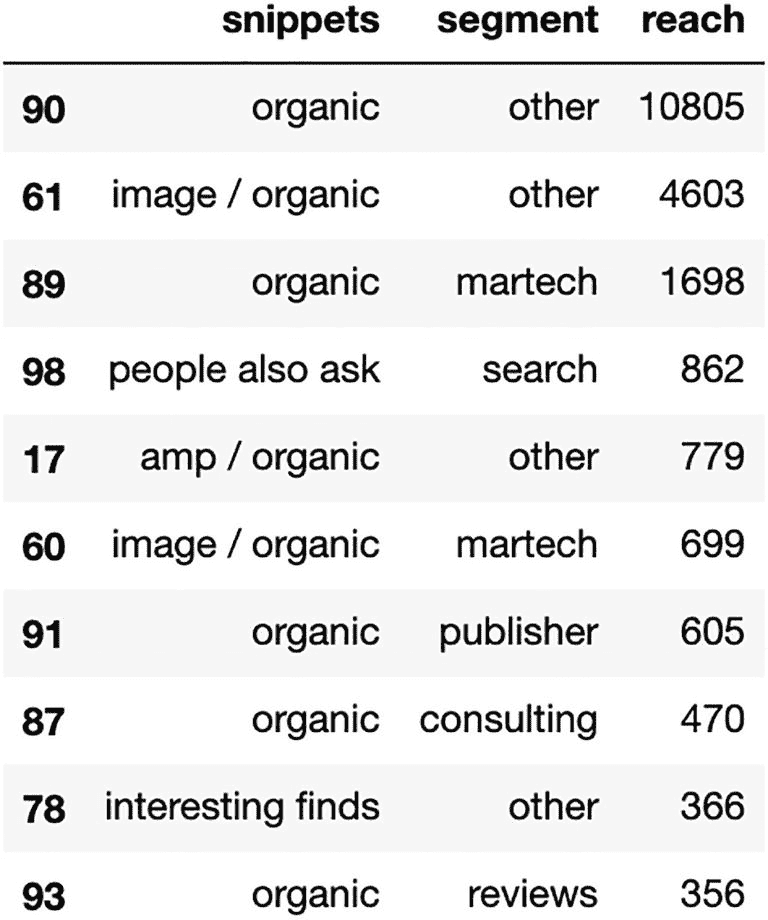 snippets segment reach
90 organic other 10805
61 image / organic other 4603
89 organic martech 1698
98 people also ask search 862
17 amp / organic other 779
60 image / organic martech 699
91 organic publisher 605
87 organic consulting 470
78 interesting finds other 366
93 organic reviews 356